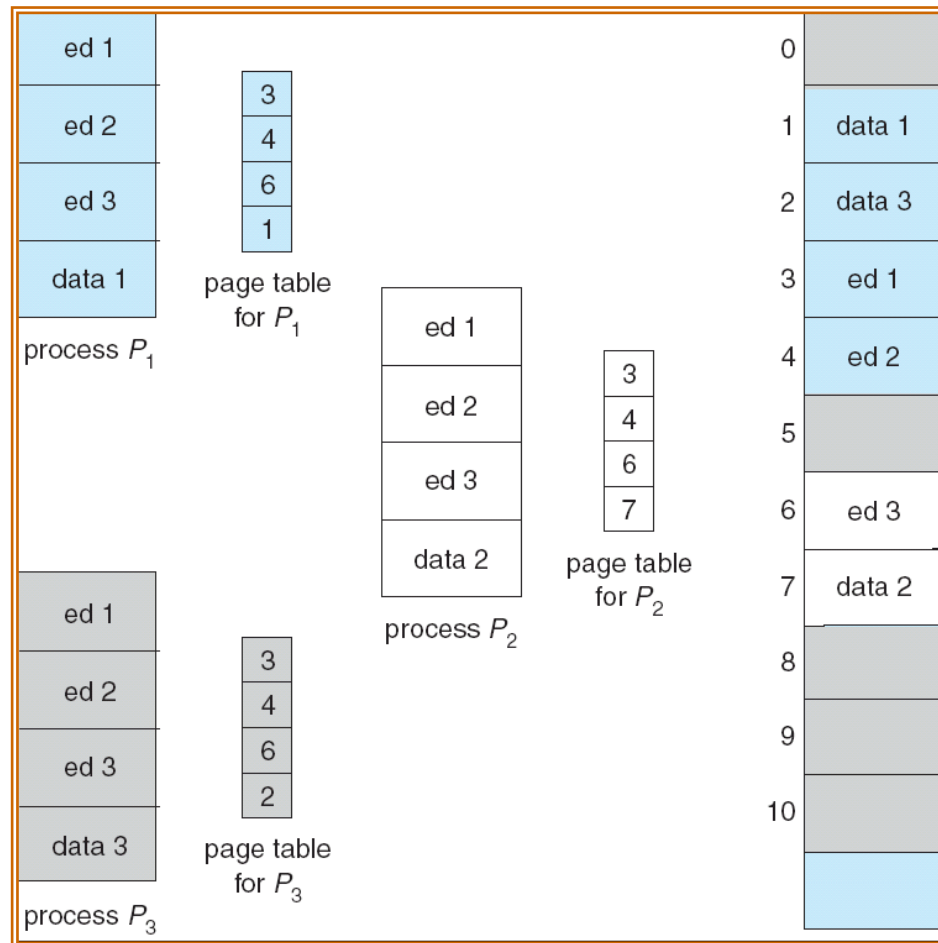 ed 1
ed 2
ed 3
data 1
process P1
3
4
6
1
page table
for P1
ed 1
ed 2
ed 3
data 2
process P2
3
4
6
7
page table
for P2
ed 1
ed 2
ed 3
data 3
process P3
3
4
6
2
page table
for P3
0
1 data 1
2 data 3
3 ed 1
4 ed 2
5
6 ed 3
7 data 2
8
9
10